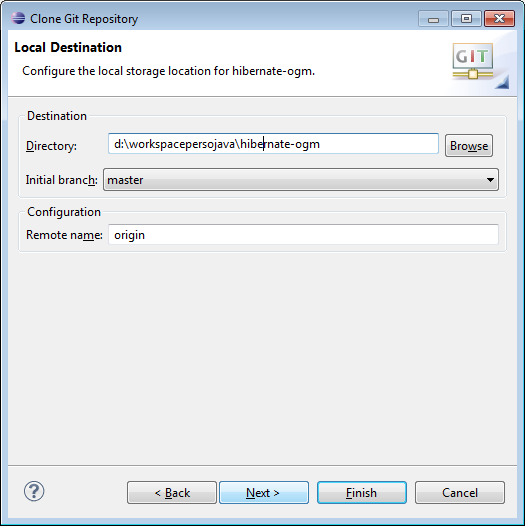 Clone Git Repository
Local Destination
Configure the local storage location for hibernate-ogm.
GIT
Destination
Directory: d:\workspacepersojava\hibernate-ogm Browse
Initial branch: master
Configuration
Remote name: origin
? < Back Next > Finish Cancel